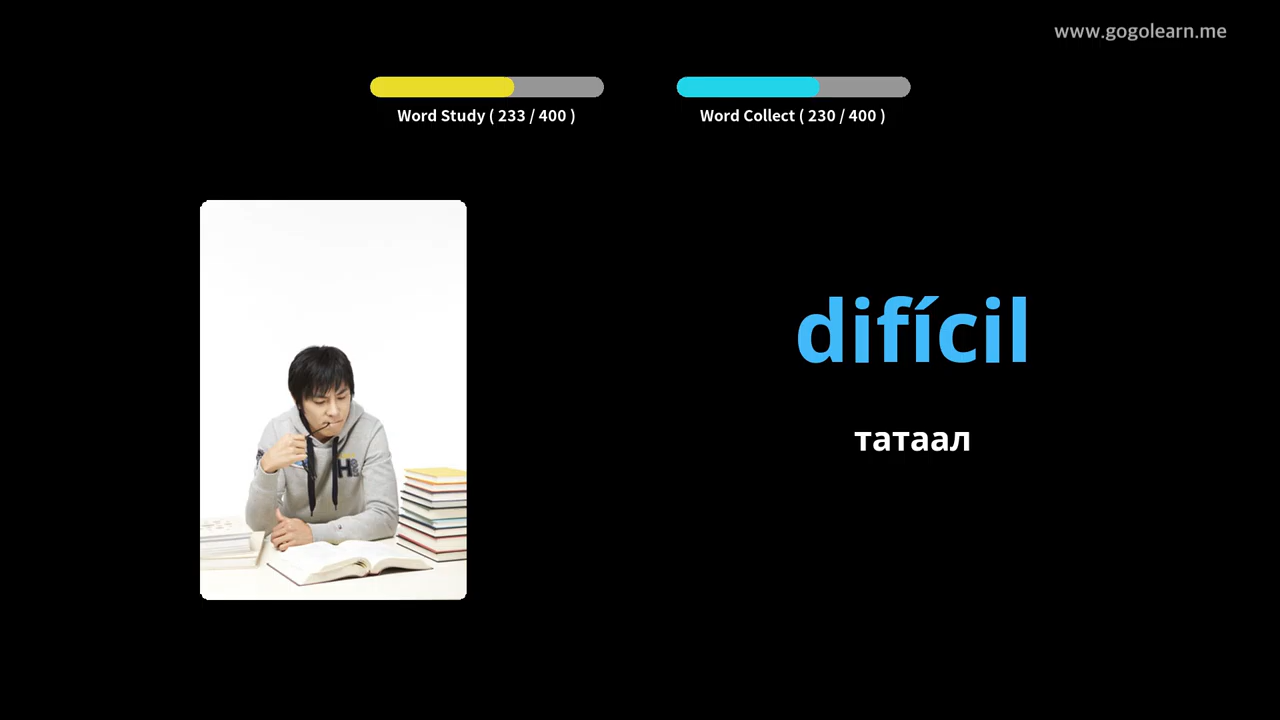 www.gogolearn.me
Word Study ( 233 / 400 )
Word Collect ( 230 / 400 )
difícil
татаал
H